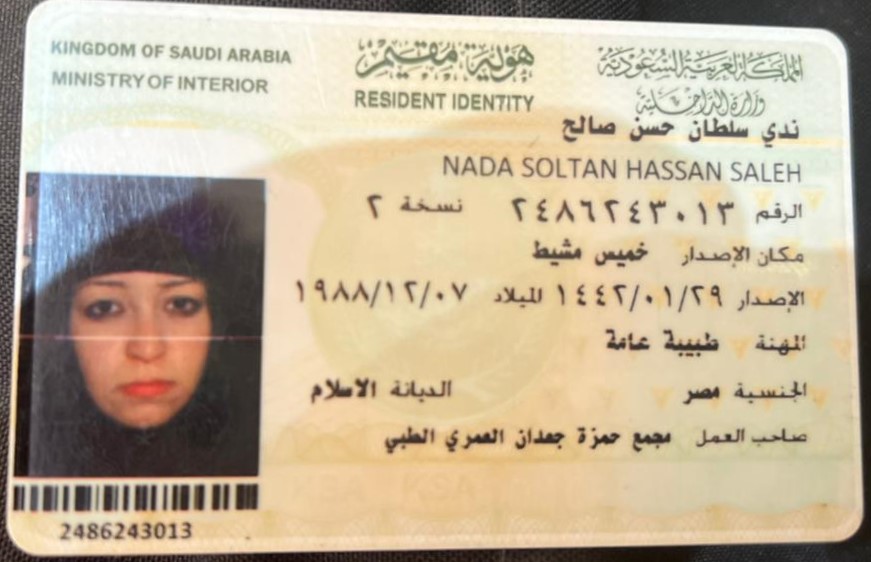 KINGDOM OF SAUDI ARABIA
MINISTRY OF INTERIOR
هوية مقيم
RESIDENT IDENTITY
المملكة العربية السعودية
وزارة الداخلية
ندي سلطان حسن صالح
NADA SOLTAN HASSAN SALEH
الرقم ٢٤٨٦٢٤٣٠١٣ نسخة ٢
مكان الإصدار خميس مشيط
الإصدار ١٤٤٢/٠١/٢٩ الميلاد ١٩٨٨/١٢/٠٧
المهنة طبيبة عامة
الجنسية مصر الديانة الاسلام
صاحب العمل مجمع حمزة جعدان العمري الطبي
2486243013